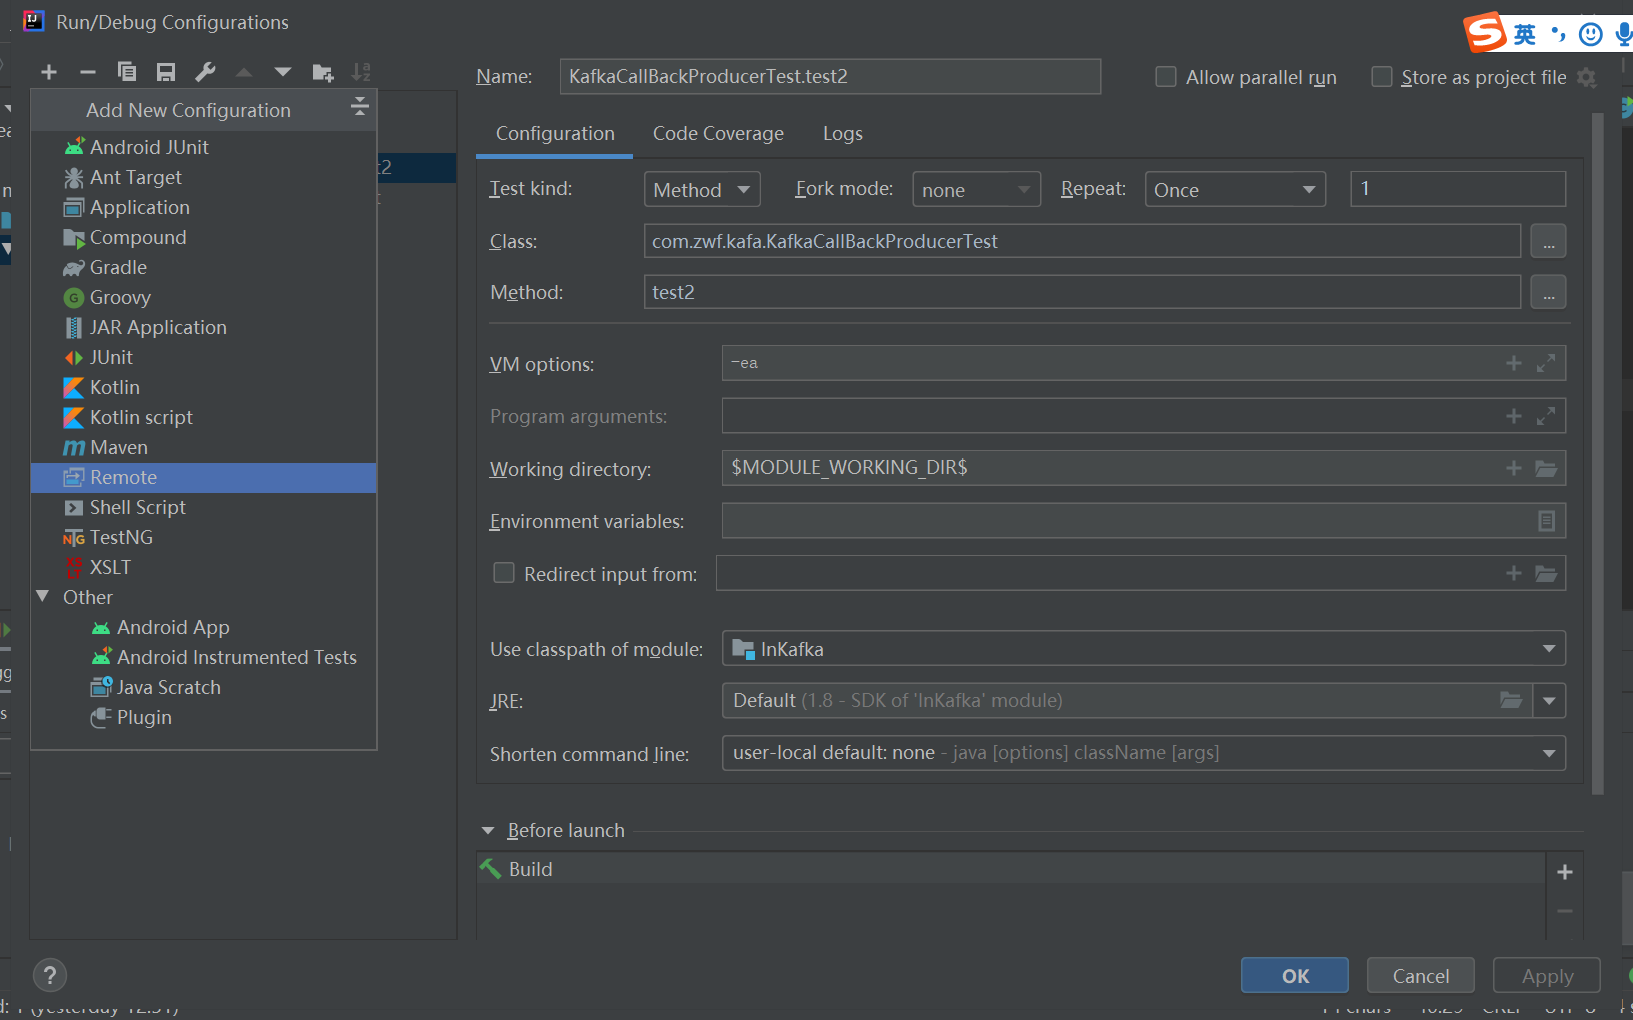 Run/Debug Configurations
英
Name: KafkaCallBackProducerTest.test2 Allow parallel run Store as project file
Add New Configuration
Android JUnit
Ant Target
Application
Compound
Gradle
Groovy
JAR Application
JUnit
Kotlin
Kotlin script
Maven
Remote
Shell Script
TestNG
XSLT
Other
Android App
Android Instrumented Tests
Java Scratch
Plugin
Configuration Code Coverage Logs
Test kind: Method Fork mode: none Repeat: Once 1
Class: com.zwf.kafa.KafkaCallBackProducerTest ...
Method: test2 ...
VM options: -ea
Program arguments:
Working directory: $MODULE_WORKING_DIR$
Environment variables:
Redirect input from:
Use classpath of module: InKafka
JRE: Default (1.8 - SDK of 'InKafka' module)
Shorten command line: user-local default: none - java [options] className [args]
Before launch
Build
? OK Cancel Apply